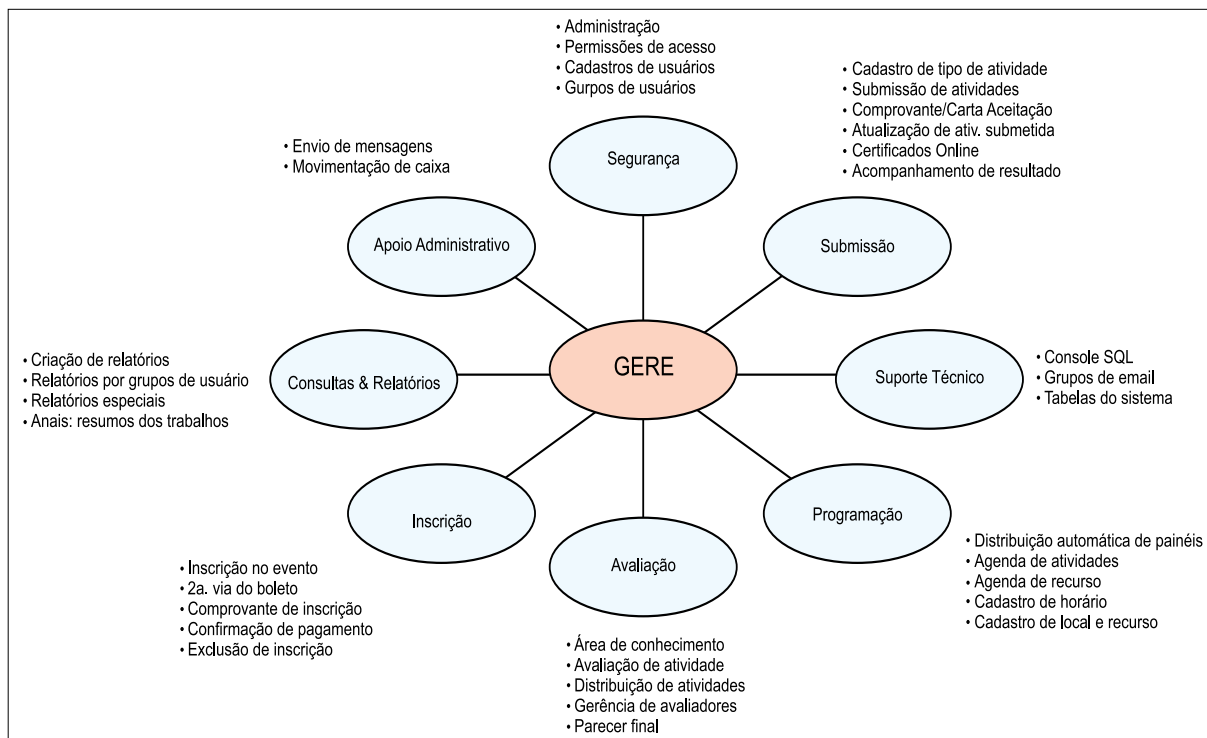 • Administração
• Permissões de acesso
• Cadastros de usuários
• Gurpos de usuários
Segurança
• Cadastro de tipo de atividade
• Submissão de atividades
• Comprovante/Carta Aceitação
• Atualização de ativ. submetida
• Certificados Online
• Acompanhamento de resultado
Submissão
• Envio de mensagens
• Movimentação de caixa
Apoio Administrativo
GERE
• Criação de relatórios
• Relatórios por grupos de usuário
• Relatórios especiais
• Anais: resumos dos trabalhos
Consultas & Relatórios
Suporte Técnico
• Console SQL
• Grupos de email
• Tabelas do sistema
Inscrição
• Inscrição no evento
• 2a. via do boleto
• Comprovante de inscrição
• Confirmação de pagamento
• Exclusão de inscrição
Avaliação
• Área de conhecimento
• Avaliação de atividade
• Distribuição de atividades
• Gerência de avaliadores
• Parecer final
Programação
• Distribuição automática de painéis
• Agenda de atividades
• Agenda de recurso
• Cadastro de horário
• Cadastro de local e recurso